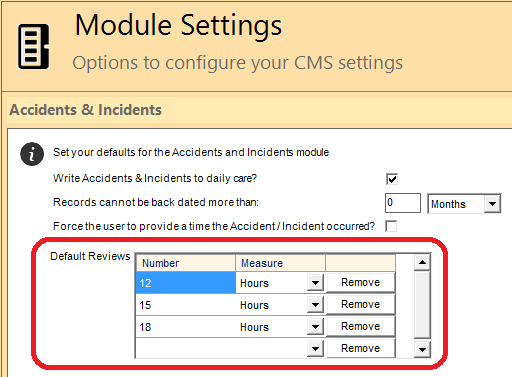 Module Settings
Options to configure your CMS settings
Accidents & Incidents
Set your defaults for the Accidents and Incidents module
Write Accidents & Incidents to daily care?
Records cannot be back dated more than: 0 Months
Force the user to provide a time the Accident / Incident occurred?
Default Reviews
Number Measure
12 Hours Remove
15 Hours Remove
18 Hours Remove
Remove